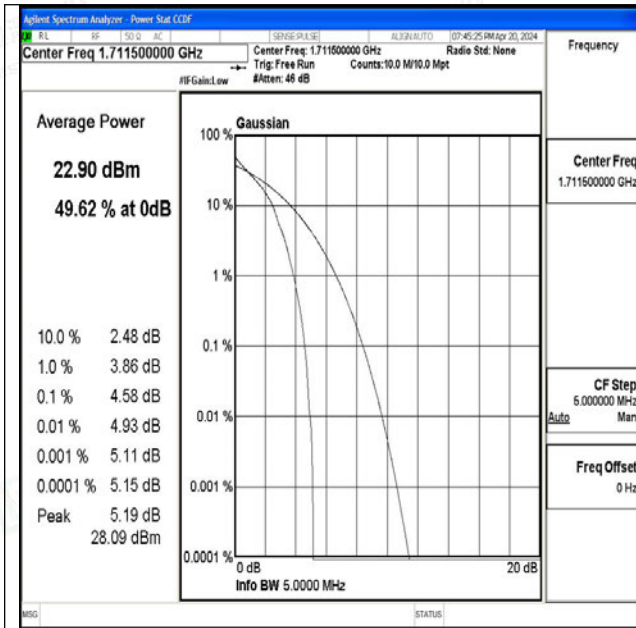 Agilent Spectrum Analyzer - Power Stat CCDF
RL RF 50 Ω AC SENSE:PULSE ALIGNAUTO 07:45:25 PM Apr 20, 2024
Center Freq 1.711500000 GHz
Center Freq: 1.711500000 GHz Radio Std: None
Trig: Free Run Counts:10.0 M/10.0 Mpt
#IFGain:Low #Atten: 46 dB
Frequency
Average Power
22.90 dBm
49.62 % at 0dB
10.0 % 2.48 dB
1.0 % 3.86 dB
0.1 % 4.58 dB
0.01 % 4.93 dB
0.001 % 5.11 dB
0.0001 % 5.15 dB
Peak 5.19 dB
28.09 dBm
Gaussian
100 %
10 %
1 %
0.1 %
0.01 %
0.001 %
0.0001 %
0 dB 20 dB
Info BW 5.0000 MHz
Center Freq
1.711500000 GHz
CF Step
5.000000 MHz
Auto Man
Freq Offset
0 Hz
MSG STATUS